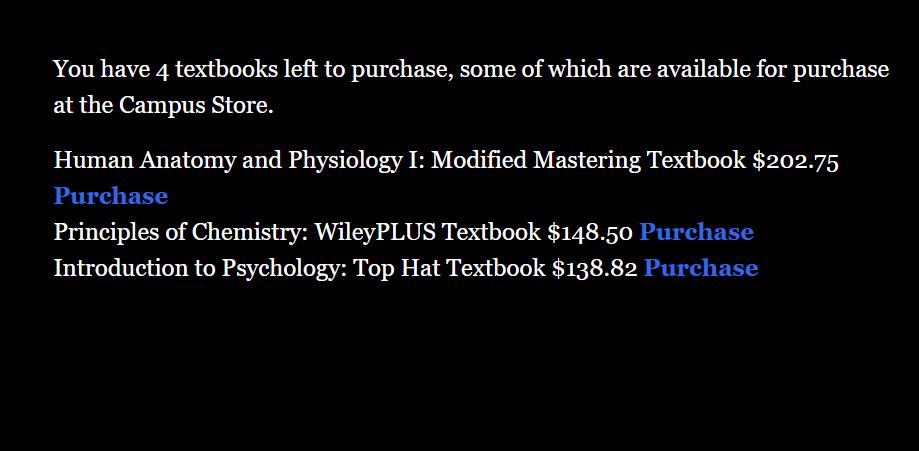 You have 4 textbooks left to purchase, some of which are available for purchase
at the Campus Store.
Human Anatomy and Physiology I: Modified Mastering Textbook $202.75
Purchase
Principles of Chemistry: WileyPLUS Textbook $148.50 Purchase
Introduction to Psychology: Top Hat Textbook $138.82 Purchase